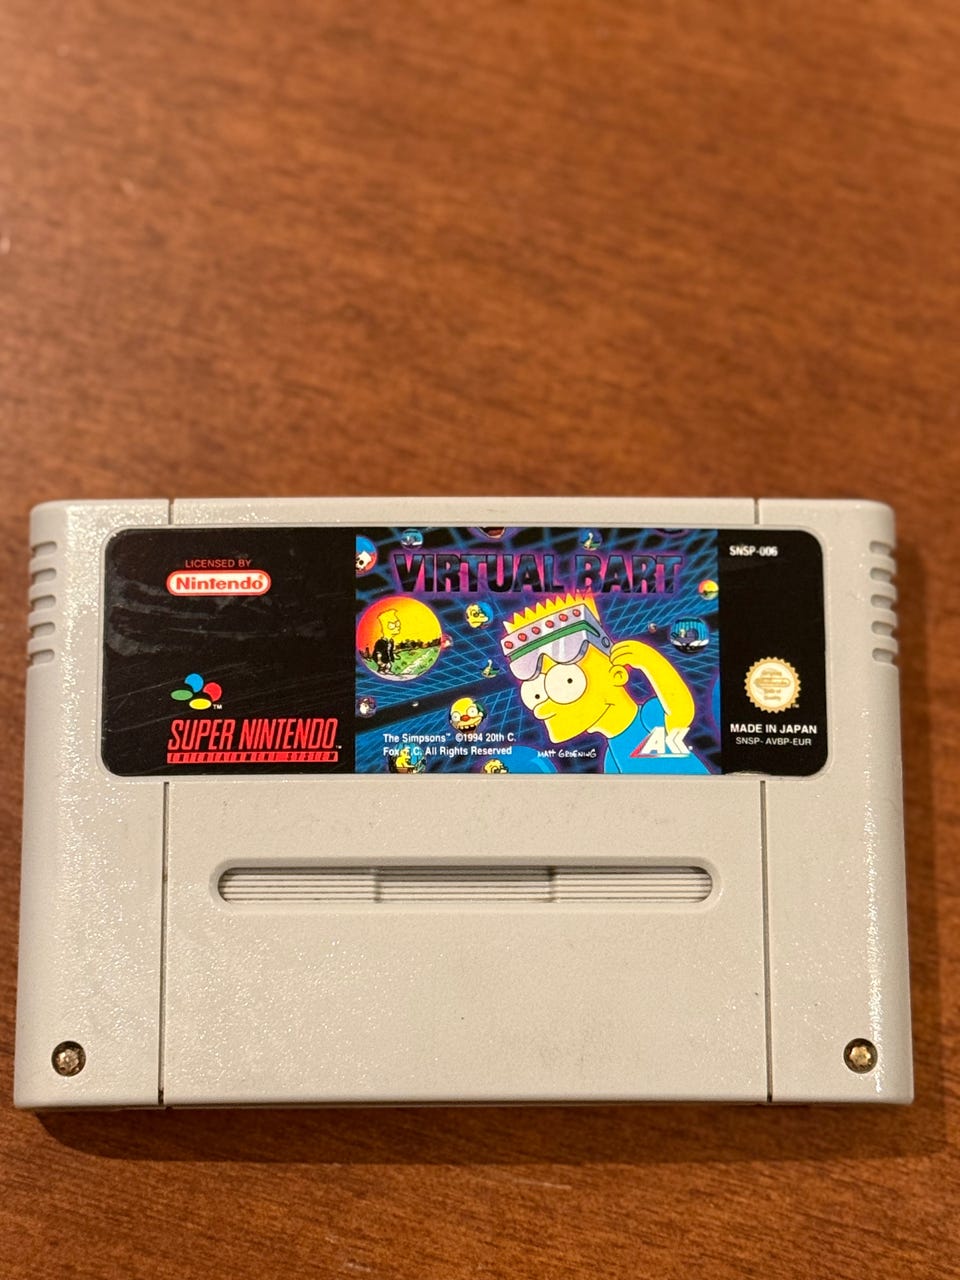 LICENSED BY
Nintendo
TM
SUPER NINTENDO
ENTERTAINMENT SYSTEM
VIRTUAL BART
The Simpsons™ ©1994 20th C.
Fox F. C. All Rights Reserved
MATT GROENING
SNSP-006
MADE IN JAPAN
SNSP- AVBP-EUR